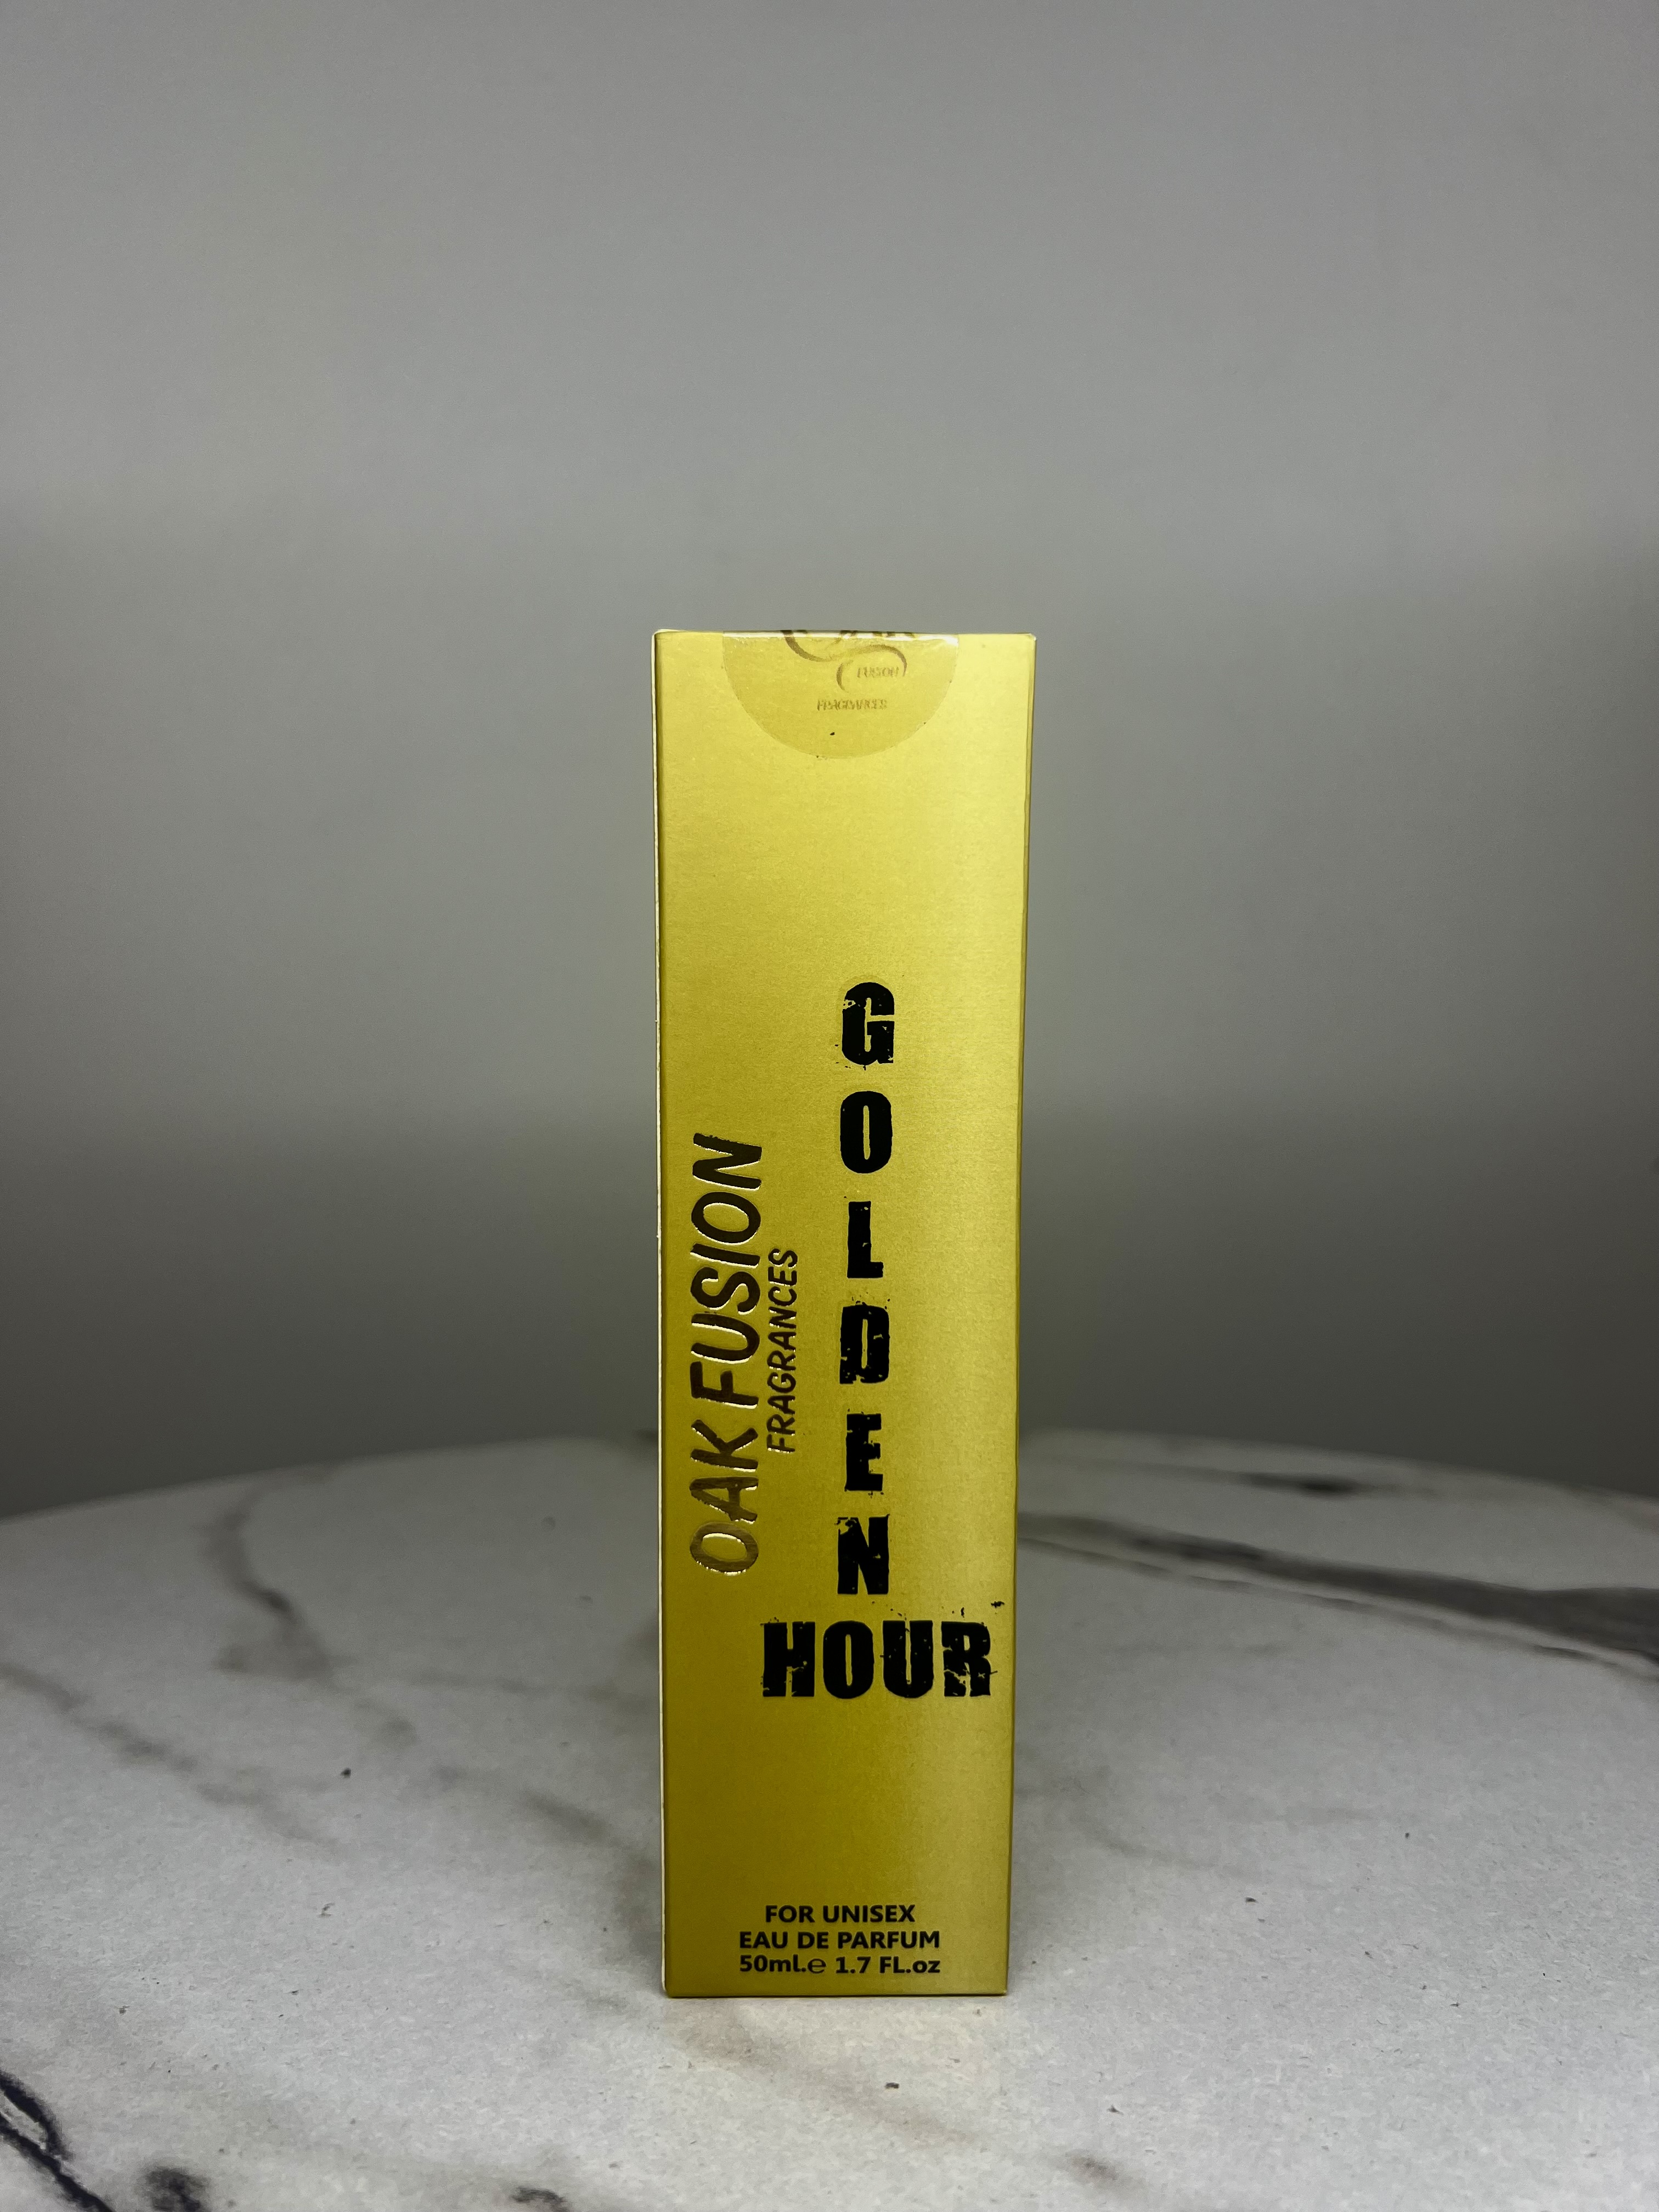 FUSION
FRAGRANCES
OAK FUSION
FRAGRANCES
GOLDEN
HOUR
FOR UNISEX
EAU DE PARFUM
50ml.e 1.7 FL.oz